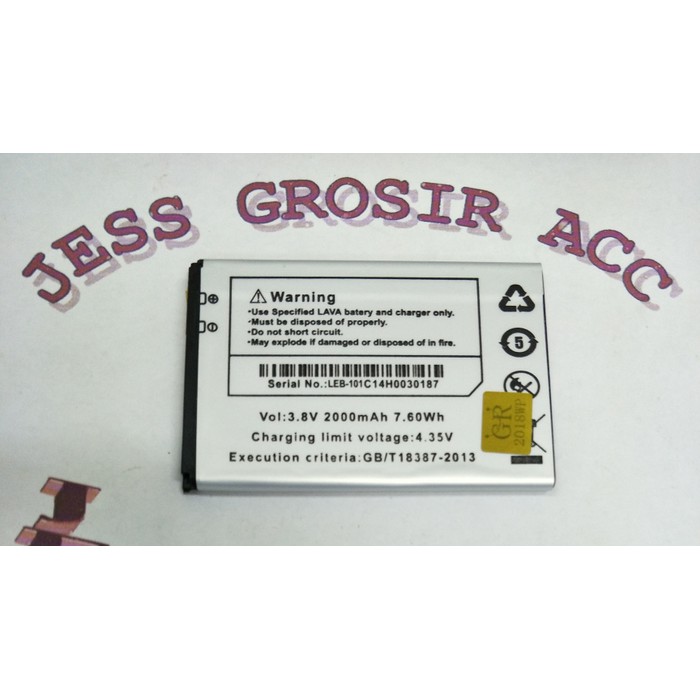 JESS GROSIR ACC
Warning
•Use Specified LAVA batery and charger only.
•Must be disposed of properly.
•Do not short circuit.
•May explode if damaged or disposed of in fire.
Serial No.:LEB-101C14H0030187
Vol:3.8V 2000mAh 7.60Wh
Charging limit voltage:4.35V
Execution criteria:GB/T18387-2013
5
GR
2018WP